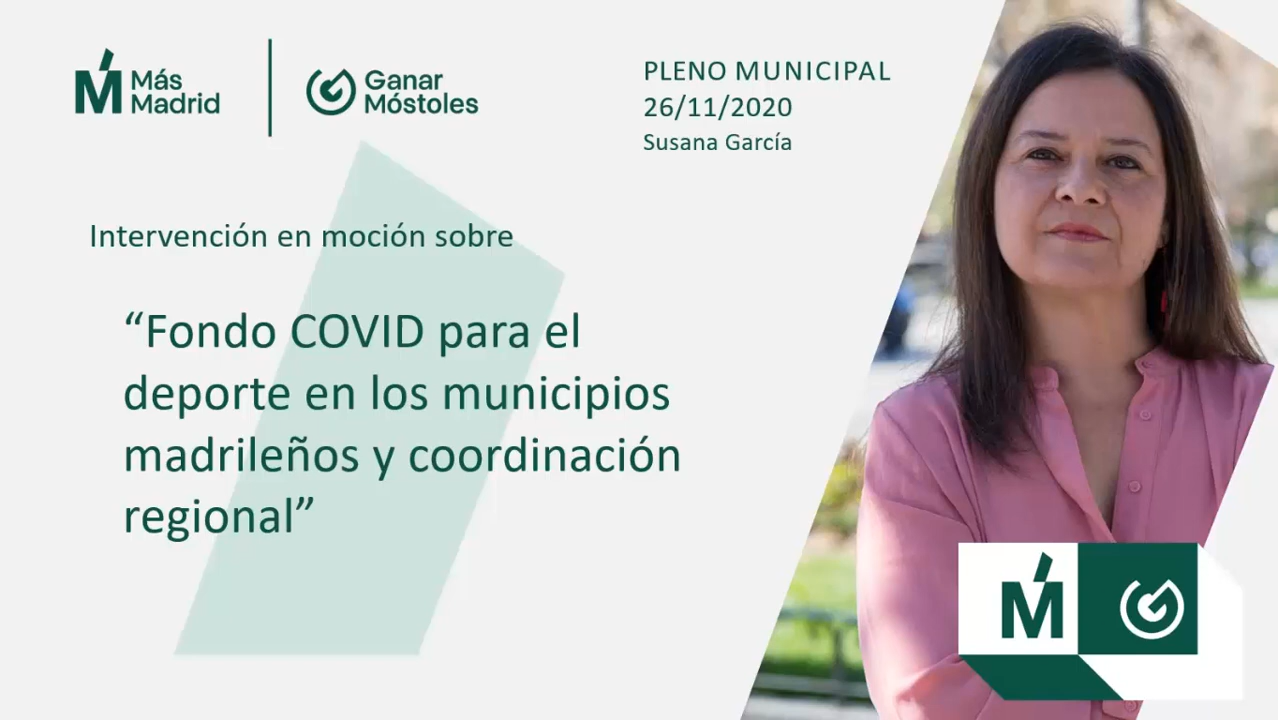 Más
Madrid
Ganar
Móstoles
PLENO MUNICIPAL
26/11/2020
Susana García
Intervención en moción sobre
“Fondo COVID para el
deporte en los municipios
madrileños y coordinación
regional”